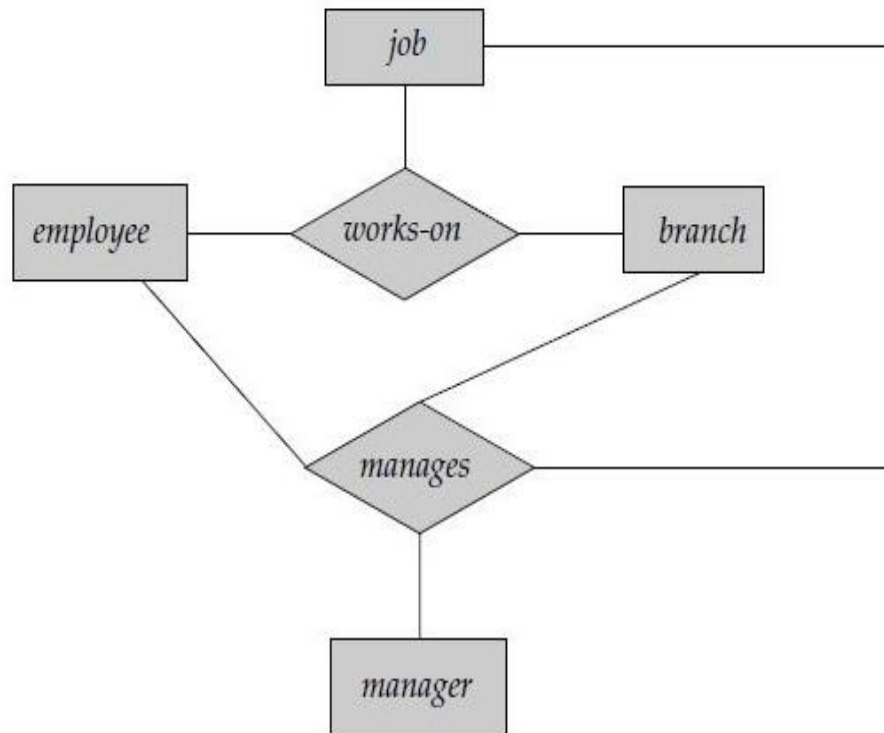 job
employee
works-on
branch
manages
manager